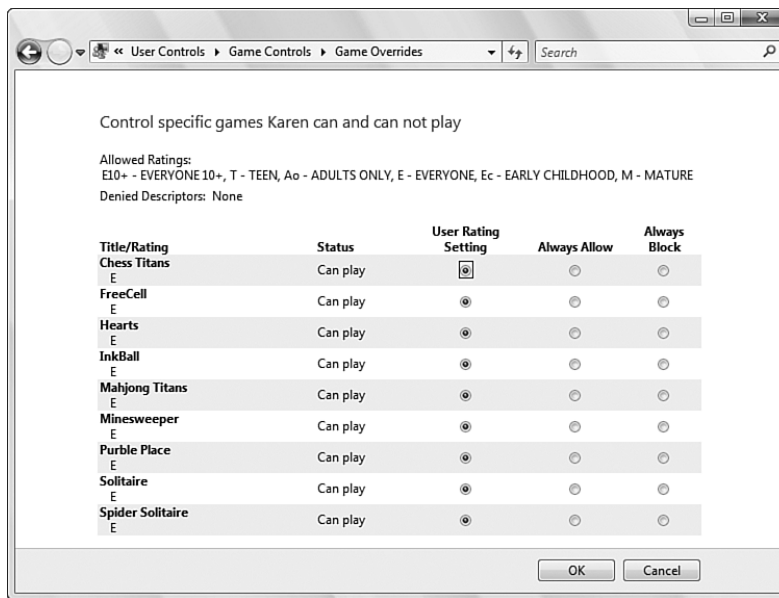 « User Controls ▸ Game Controls ▸ Game Overrides Search
Control specific games Karen can and can not play
Allowed Ratings:
E10+ - EVERYONE 10+, T - TEEN, Ao - ADULTS ONLY, E - EVERYONE, Ec - EARLY CHILDHOOD, M - MATURE
Denied Descriptors: None
Title/Rating Status User Rating Setting Always Allow Always Block
Chess Titans
E Can play
FreeCell
E Can play
Hearts
E Can play
InkBall
E Can play
Mahjong Titans
E Can play
Minesweeper
E Can play
Purble Place
E Can play
Solitaire
E Can play
Spider Solitaire
E Can play
OK Cancel